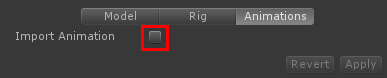 Model Rig Animations
Import Animation
Revert Apply